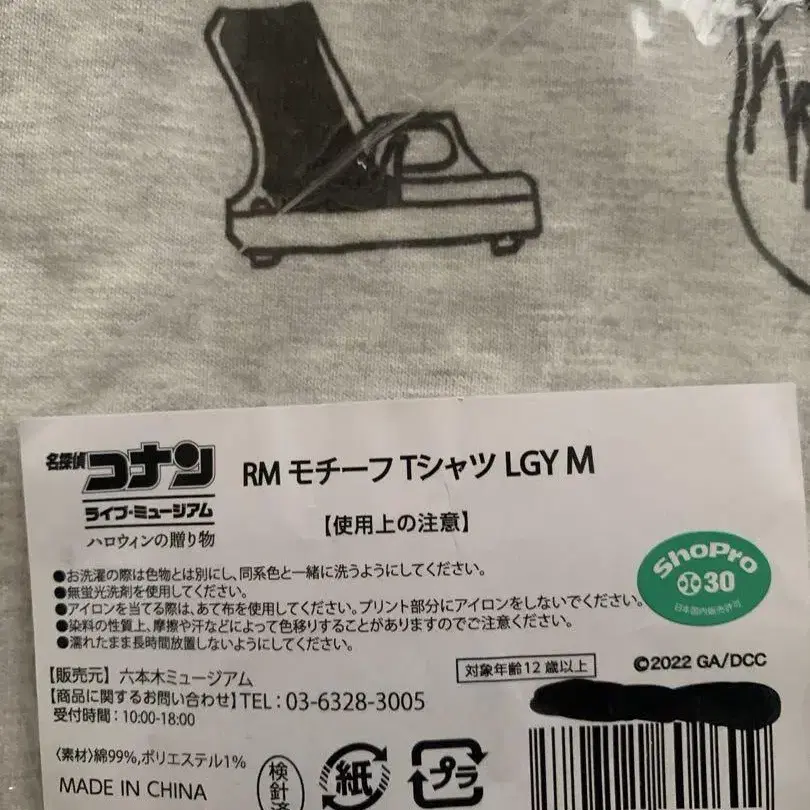 名探偵
コナン
ライブ・ミュージアム
ハロウィンの贈り物
RM モチーフ Tシャツ LGY M
【使用上の注意】
●お洗濯の際は色物とは別にし、同系色と一緒に洗うようにしてください。
●無蛍光洗剤を使用してください。
●アイロンを当てる際は、あて布を使用してください。プリント部分にアイロンをしないでください。
●染料の性質上、摩擦や汗などによって色移りすることがありますのでご注意ください。
●濡れたまま長時間放置しないようにしてください。
ShoPro
30
日本国内販売許可
【販売元】六本木ミュージアム
【商品に関するお問い合わせ】TEL：03-6328-3005
受付時間：10:00-18:00
対象年齢12歳以上
©2022 GA/DCC
〈素材〉綿99%,ポリエステル1%
MADE IN CHINA
検針済
紙
プラ